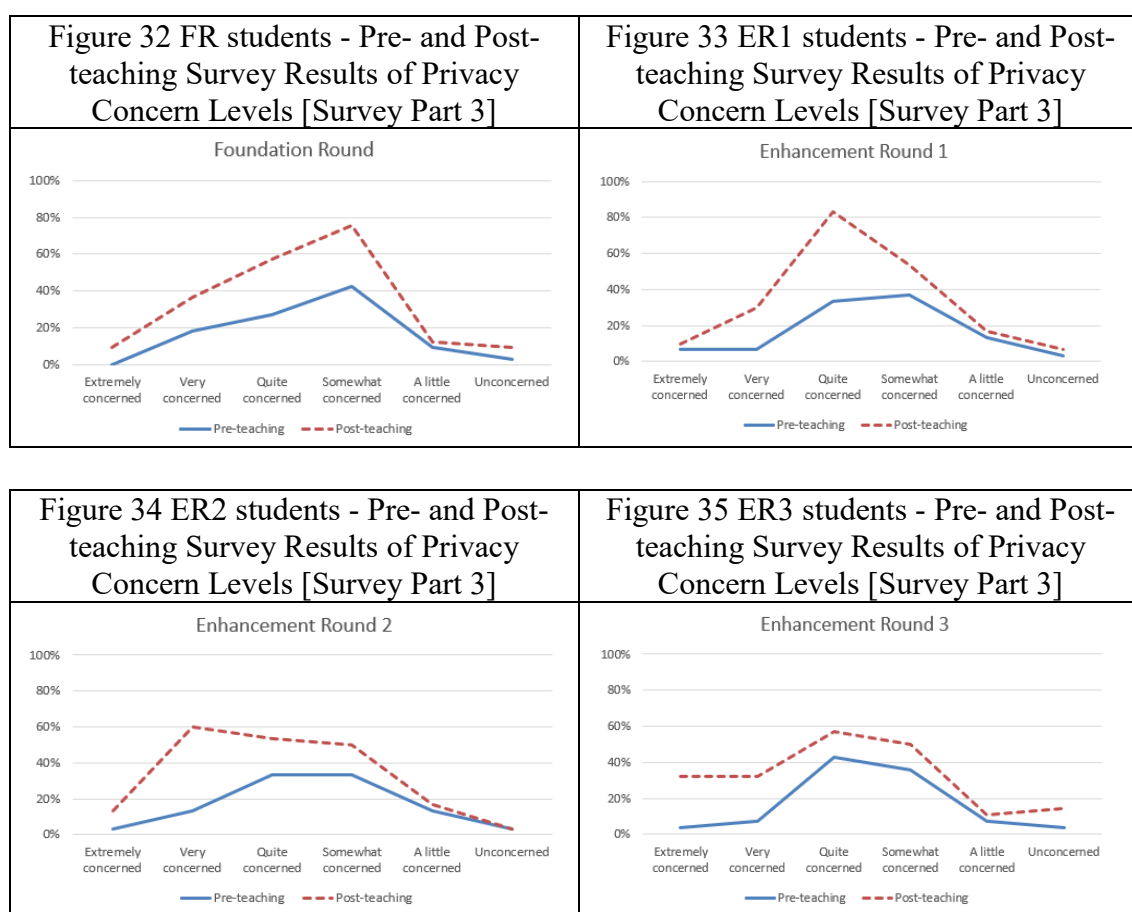 Figure 32 FR students - Pre- and Post-
teaching Survey Results of Privacy
Concern Levels [Survey Part 3]
Figure 33 ER1 students - Pre- and Post-
teaching Survey Results of Privacy
Concern Levels [Survey Part 3]
Foundation Round
100%
80%
60%
40%
20%
0%
Extremely
concerned
Very
concerned
Quite
concerned
Somewhat
concerned
A little
concerned
Unconcerned
Pre-teaching
Post-teaching
Enhancement Round 1
100%
80%
60%
40%
20%
0%
Extremely
concerned
Very
concerned
Quite
concerned
Somewhat
concerned
A little
concerned
Unconcerned
Pre-teaching
Post-teaching
Figure 34 ER2 students - Pre- and Post-
teaching Survey Results of Privacy
Concern Levels [Survey Part 3]
Figure 35 ER3 students - Pre- and Post-
teaching Survey Results of Privacy
Concern Levels [Survey Part 3]
Enhancement Round 2
100%
80%
60%
40%
20%
0%
Extremely
concerned
Very
concerned
Quite
concerned
Somewhat
concerned
A little
concerned
Unconcerned
Pre-teaching
Post-teaching
Enhancement Round 3
100%
80%
60%
40%
20%
0%
Extremely
concerned
Very
concerned
Quite
concerned
Somewhat
concerned
A little
concerned
Unconcerned
Pre-teaching
Post-teaching